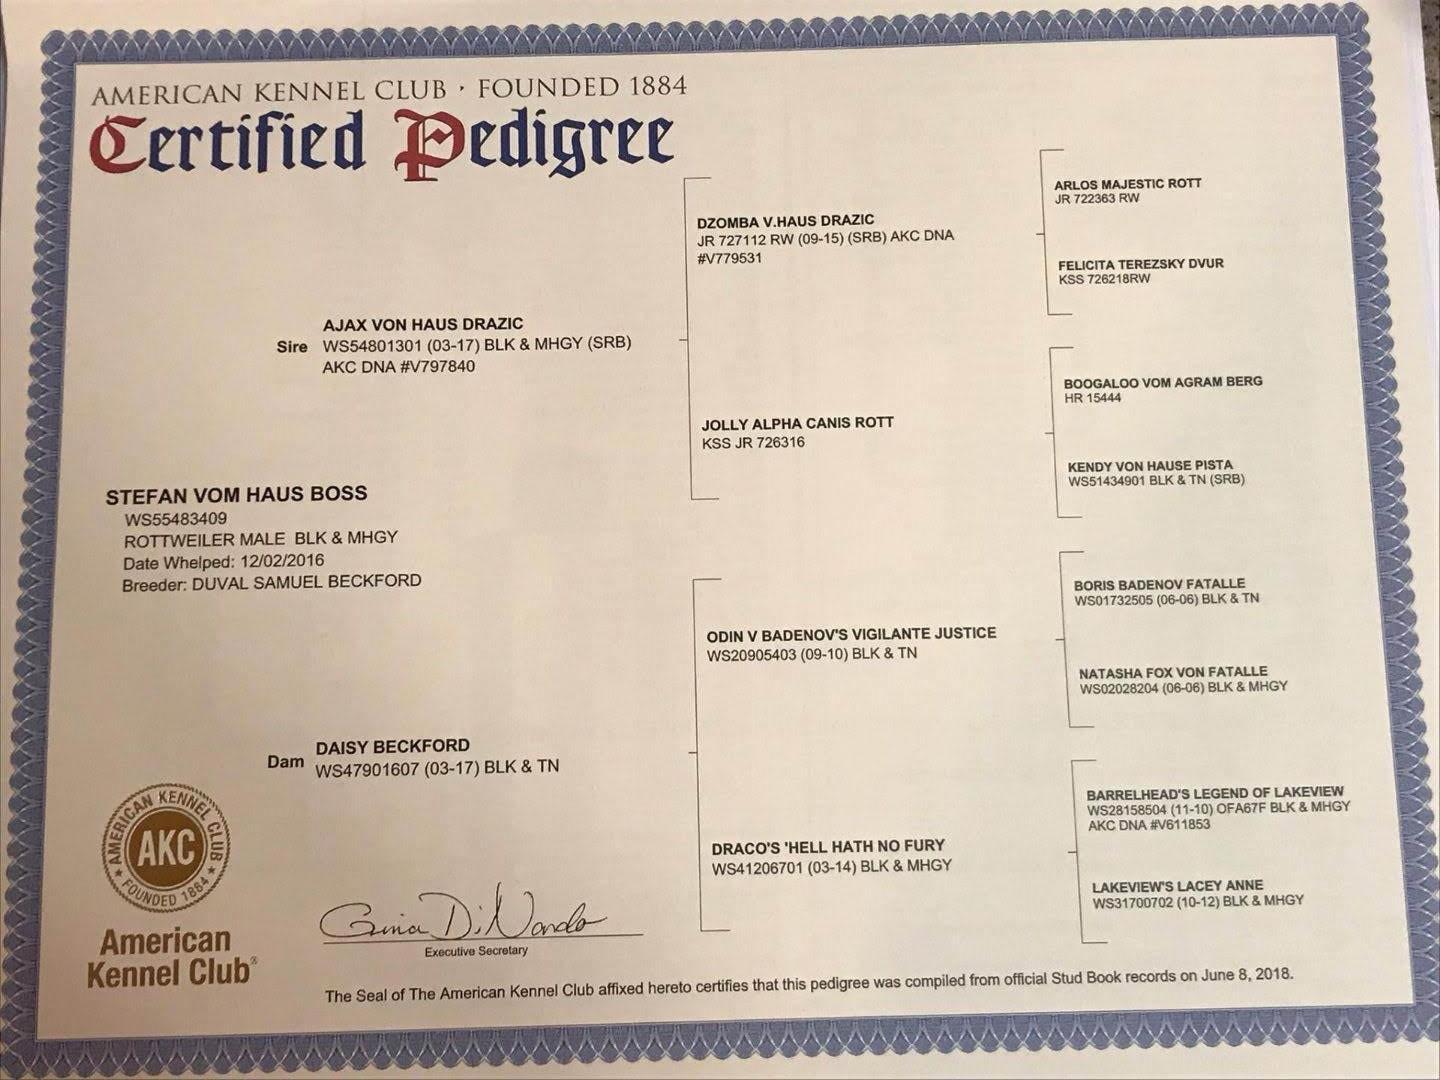 AMERICAN KENNEL CLUB · FOUNDED 1884
Certified Pedigree
ARLOS MAJESTIC ROTT
JR 722363 RW
DZOMBA V.HAUS DRAZIC
JR 727112 RW (09-15) (SRB) AKC DNA
#V779531
FELICITA TEREZSKY DVUR
KSS 726218RW
AJAX VON HAUS DRAZIC
Sire WS54801301 (03-17) BLK & MHGY (SRB)
AKC DNA #V797840
BOOGALOO VOM AGRAM BERG
HR 15444
JOLLY ALPHA CANIS ROTT
KSS JR 726316
KENDY VON HAUSE PISTA
WS51434901 BLK & TN (SRB)
STEFAN VOM HAUS BOSS
WS55483409
ROTTWEILER MALE BLK & MHGY
Date Whelped: 12/02/2016
Breeder: DUVAL SAMUEL BECKFORD
BORIS BADENOV FATALLE
WS01732505 (06-06) BLK & TN
ODIN V BADENOV'S VIGILANTE JUSTICE
WS20905403 (09-10) BLK & TN
NATASHA FOX VON FATALLE
WS02028204 (06-06) BLK & MHGY
DAISY BECKFORD
Dam WS47901607 (03-17) BLK & TN
BARRELHEAD'S LEGEND OF LAKEVIEW
WS28158504 (11-10) OFA67F BLK & MHGY
AKC DNA #V611853
DRACO'S 'HELL HATH NO FURY
WS41206701 (03-14) BLK & MHGY
LAKEVIEW'S LACEY ANNE
WS31700702 (10-12) BLK & MHGY
AMERICAN KENNEL CLUB
AKC
FOUNDED 1884
American
Kennel Club®
Gina DiNardo
Executive Secretary
The Seal of The American Kennel Club affixed hereto certifies that this pedigree was compiled from official Stud Book records on June 8, 2018.